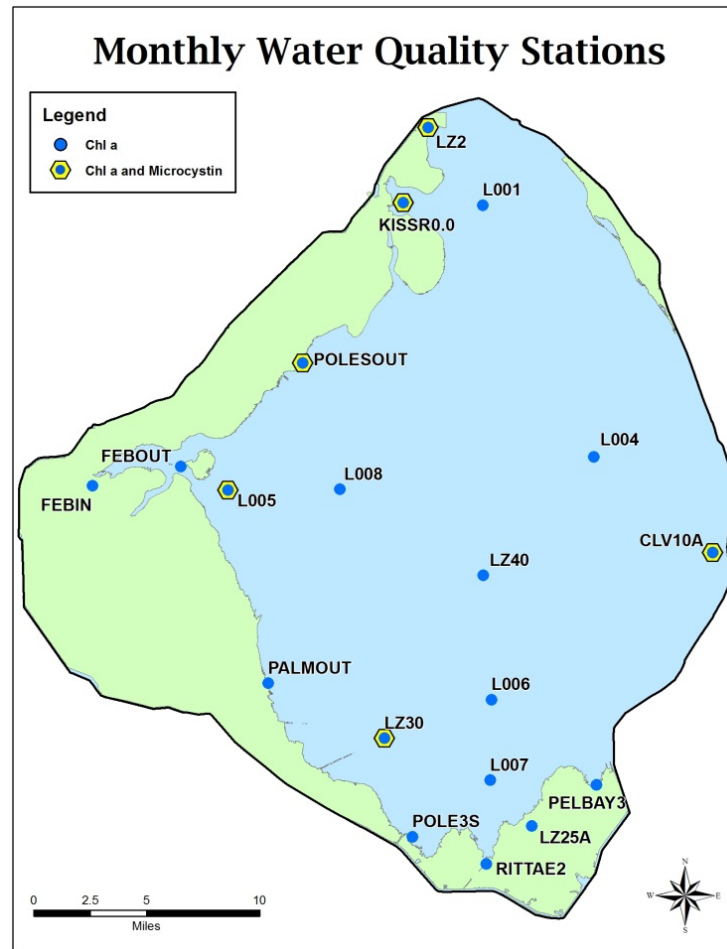 Monthly Water Quality Stations
Legend
Chl a
Chl a and Microcystin
LZ2
L001
KISSR0.0
POLESOUT
L004
FEBOUT
L008
FEBIN
L005
CLV10A
LZ40
PALMOUT
L006
LZ30
L007
PELBAY3
POLE3S
LZ25A
RITTAE2
0 2.5 5 10
Miles
N
W E
S